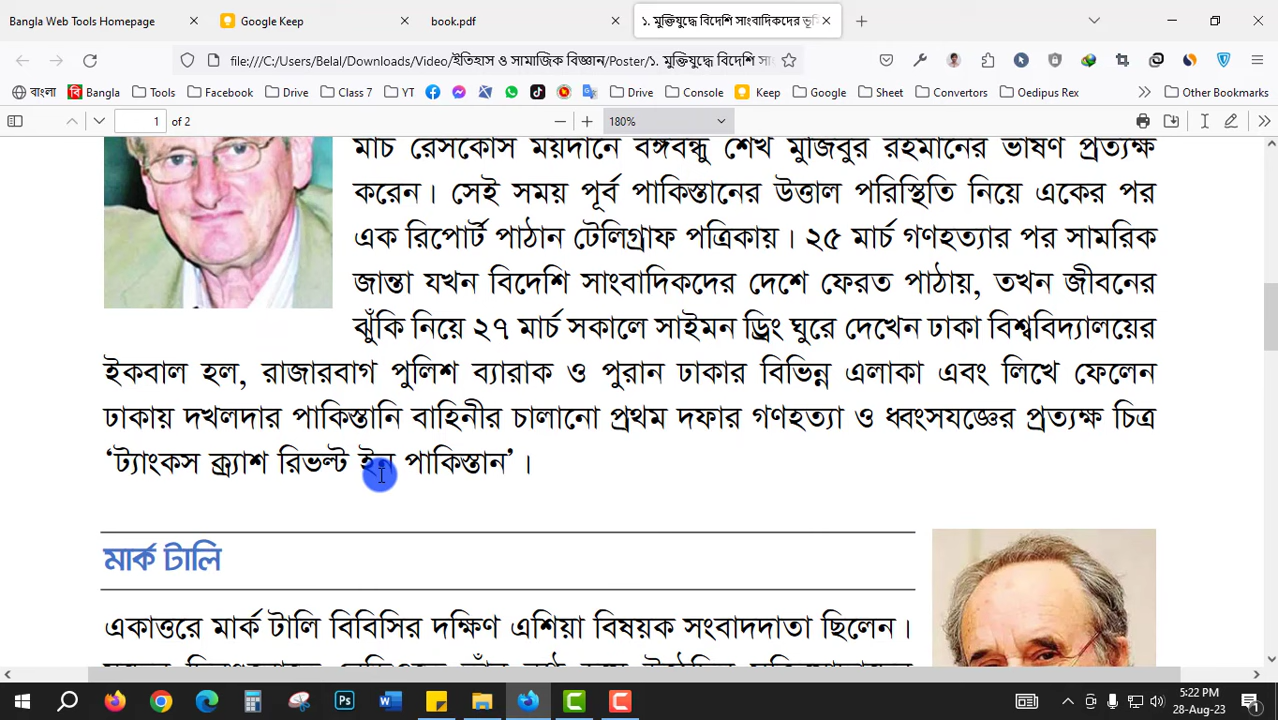 Bangla Web Tools Homepage
Google Keep
book.pdf
১. মুক্তিযুদ্ধে বিদেশি সাংবাদিকদের ভূ
file:///C:/Users/Belal/Downloads/Video/ইতিহাস ও সামাজিক বিজ্ঞান/Poster/১. মুক্তিযুদ্ধে বিদেশি সা
বাংলা
Bangla
Tools
Facebook
Drive
Class 7
YT
Drive
Console
Keep
Google
Sheet
Convertors
Oedipus Rex
Other Bookmarks
1 of 2
180%
মার্চ রেসকোর্স ময়দানে বঙ্গবন্ধু শেখ মুজিবুর রহমানের ভাষণ প্রত্যক্ষ
করেন। সেই সময় পূর্ব পাকিস্তানের উত্তাল পরিস্থিতি নিয়ে একের পর
এক রিপোর্ট পাঠান টেলিগ্রাফ পত্রিকায়। ২৫ মার্চ গণহত্যার পর সামরিক
জান্তা যখন বিদেশি সাংবাদিকদের দেশে ফেরত পাঠায়, তখন জীবনের
ঝুঁকি নিয়ে ২৭ মার্চ সকালে সাইমন ড্রিং ঘুরে দেখেন ঢাকা বিশ্ববিদ্যালয়ের
ইকবাল হল, রাজারবাগ পুলিশ ব্যারাক ও পুরান ঢাকার বিভিন্ন এলাকা এবং লিখে ফেলেন
ঢাকায় দখলদার পাকিস্তানি বাহিনীর চালানো প্রথম দফার গণহত্যা ও ধ্বংসযজ্ঞের প্রত্যক্ষ চিত্র
‘ট্যাংকস ক্র্যাশ রিভল্ট ইন পাকিস্তান’।
মার্ক টালি
একাত্তরে মার্ক টালি বিবিসির দক্ষিণ এশিয়া বিষয়ক সংবাদদাতা ছিলেন।
5:22 PM
28-Aug-23